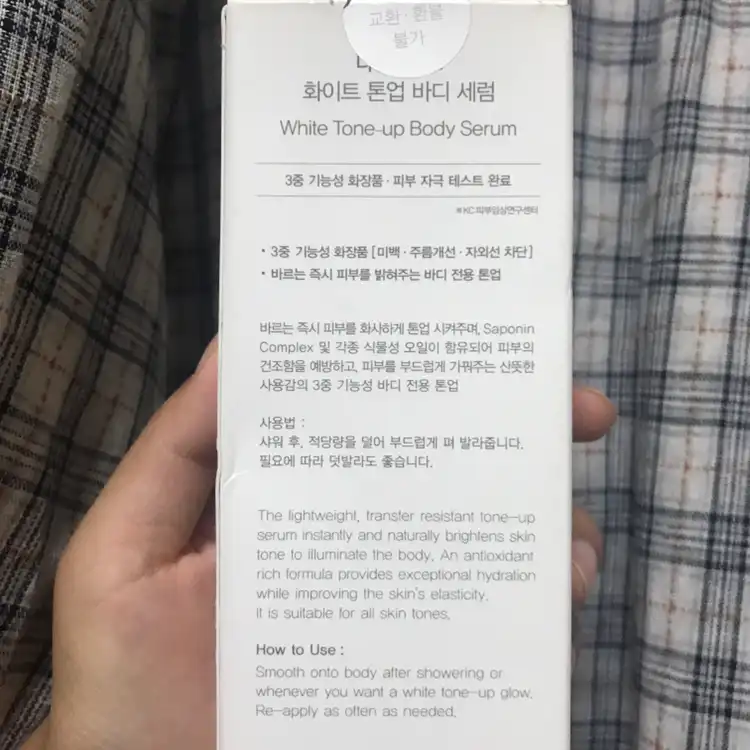 교환·환불
불가
화이트 톤업 바디 세럼
White Tone-up Body Serum
3중 기능성 화장품·피부 자극 테스트 완료
※KC피부임상연구센터
• 3중 기능성 화장품 [미백·주름개선·자외선 차단]
• 바르는 즉시 피부를 밝혀주는 바디 전용 톤업
바르는 즉시 피부를 화사하게 톤업 시켜주며, Saponin
Complex 및 각종 식물성 오일이 함유되어 피부의
건조함을 예방하고, 피부를 부드럽게 가꿔주는 산뜻한
사용감의 3중 기능성 바디 전용 톤업
사용법 :
샤워 후, 적당량을 덜어 부드럽게 펴 발라줍니다.
필요에 따라 덧발라도 좋습니다.
The lightweight, transfer resistant tone-up
serum instantly and naturally brightens skin
tone to illuminate the body. An antioxidant
rich formula provides exceptional hydration
while improving the skin's elasticity.
It is suitable for all skin tones.
How to Use :
Smooth onto body after showering or
whenever you want a white tone-up glow.
Re-apply as often as needed.